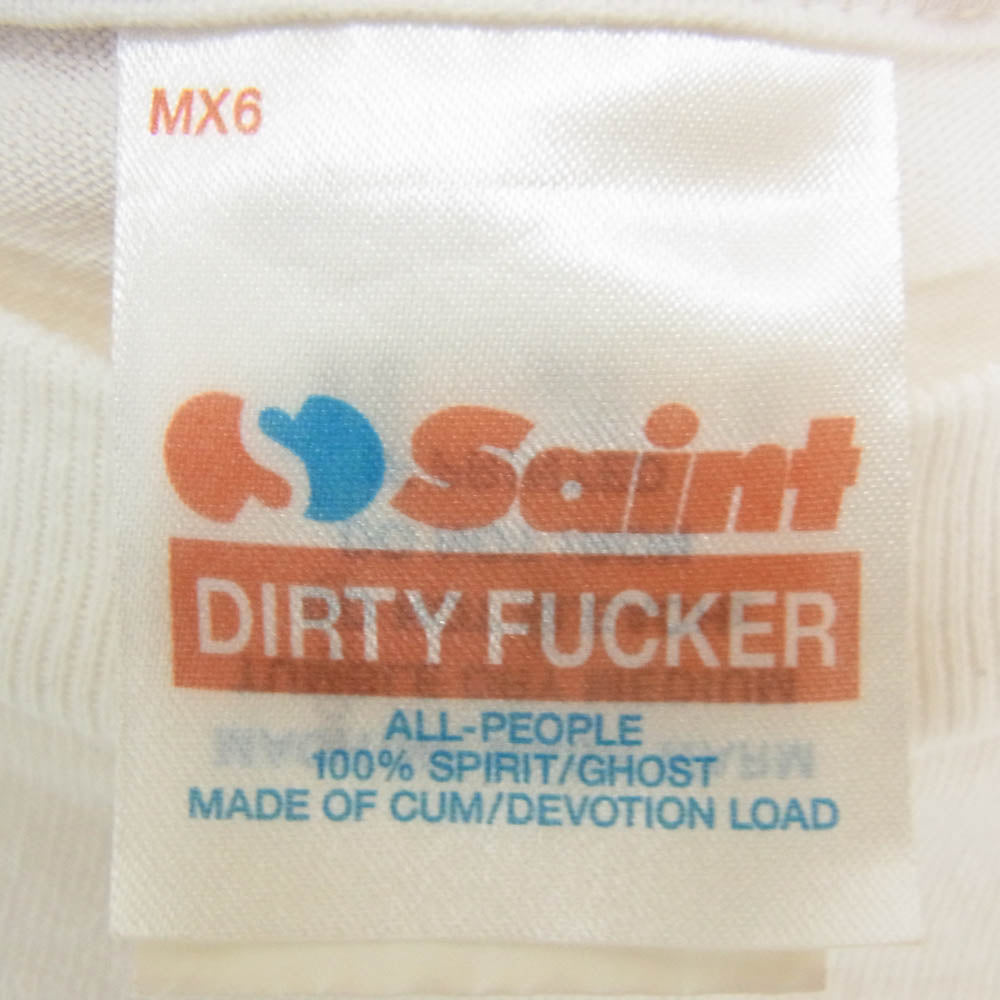 MX6
Saint
DIRTY FUCKER
ALL-PEOPLE
100% SPIRIT/GHOST
MADE OF CUM/DEVOTION LOAD